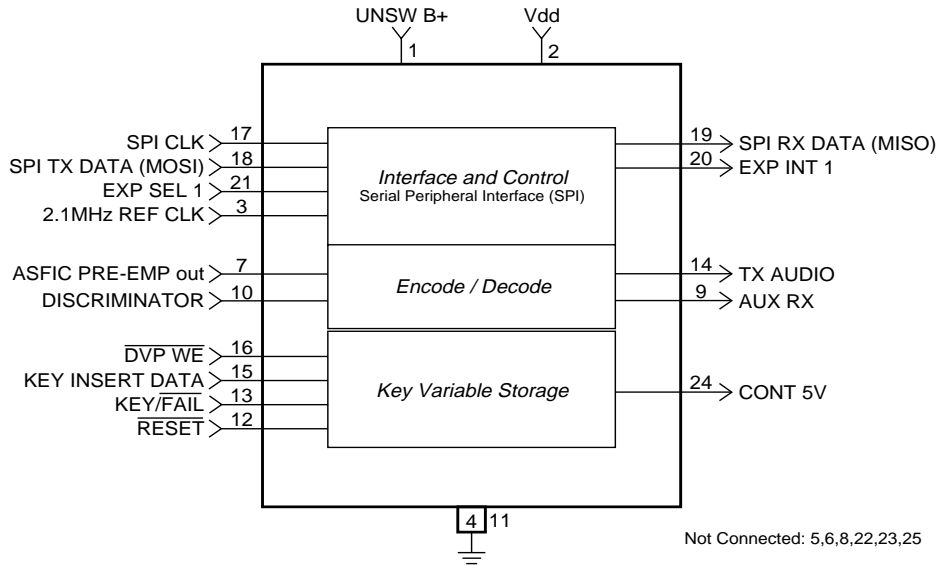 UNSW B+
Vdd
1
2
SPI CLK
17
SPI TX DATA (MOSI)
18
EXP SEL 1
21
2.1MHz REF CLK
3
Interface and Control
Serial Peripheral Interface (SPI)
19
SPI RX DATA (MISO)
20
EXP INT 1
ASFIC PRE-EMP out
7
DISCRIMINATOR
10
Encode / Decode
14
TX AUDIO
9
AUX RX
DVP WE
16
KEY INSERT DATA
15
KEY/FAIL
13
RESET
12
Key Variable Storage
24
CONT 5V
4
11
Not Connected: 5,6,8,22,23,25